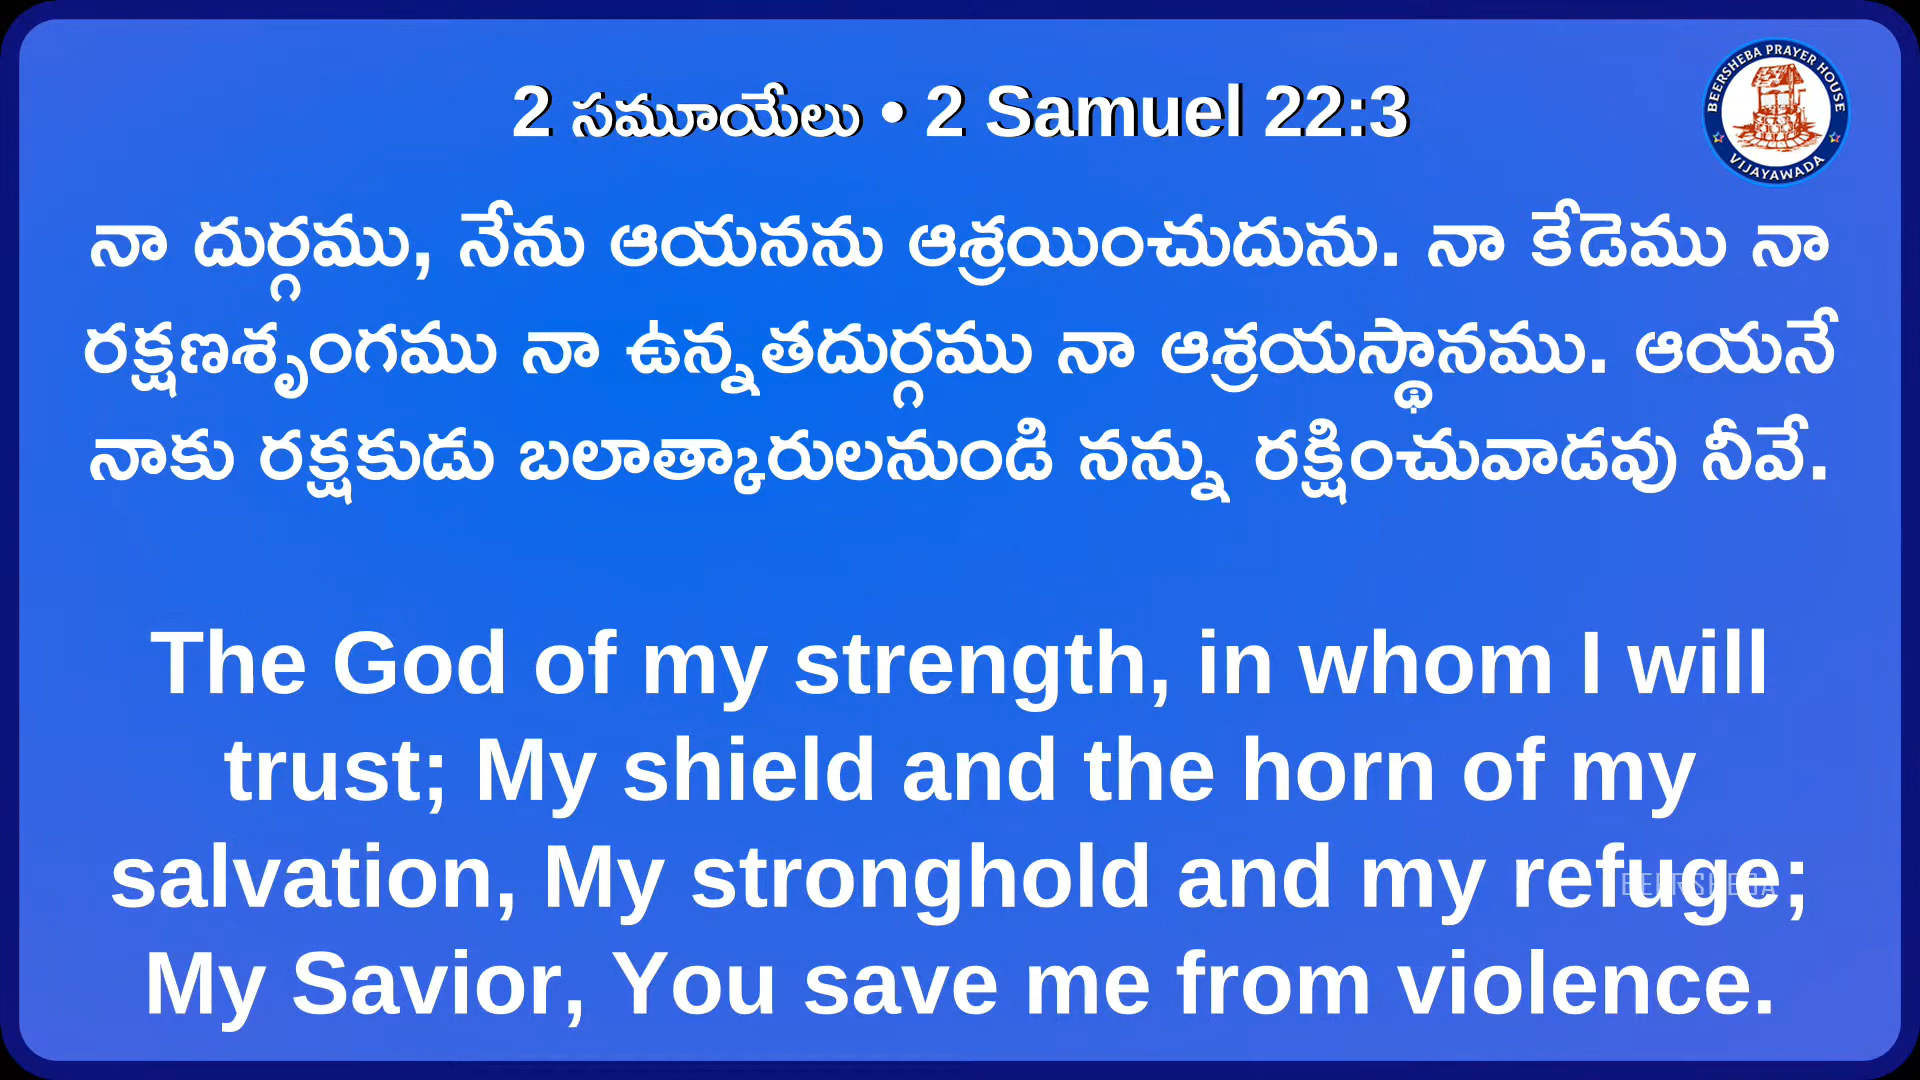 2 సమూయేలు • 2 Samuel 22:3
BEERSHEBA PRAYER HOUSE
VIJAYAWADA
నా దుర్గము, నేను ఆయనను ఆశ్రయించుదును. నా కేడెము నా
రక్షణశృంగము నా ఉన్నతదుర్గము నా ఆశ్రయస్థానము. ఆయనే
నాకు రక్షకుడు బలాత్కారులనుండి నన్ను రక్షించువాడవు నీవే.
The God of my strength, in whom I will
trust; My shield and the horn of my
salvation, My stronghold and my refuge;
BEERSHEBA
My Savior, You save me from violence.